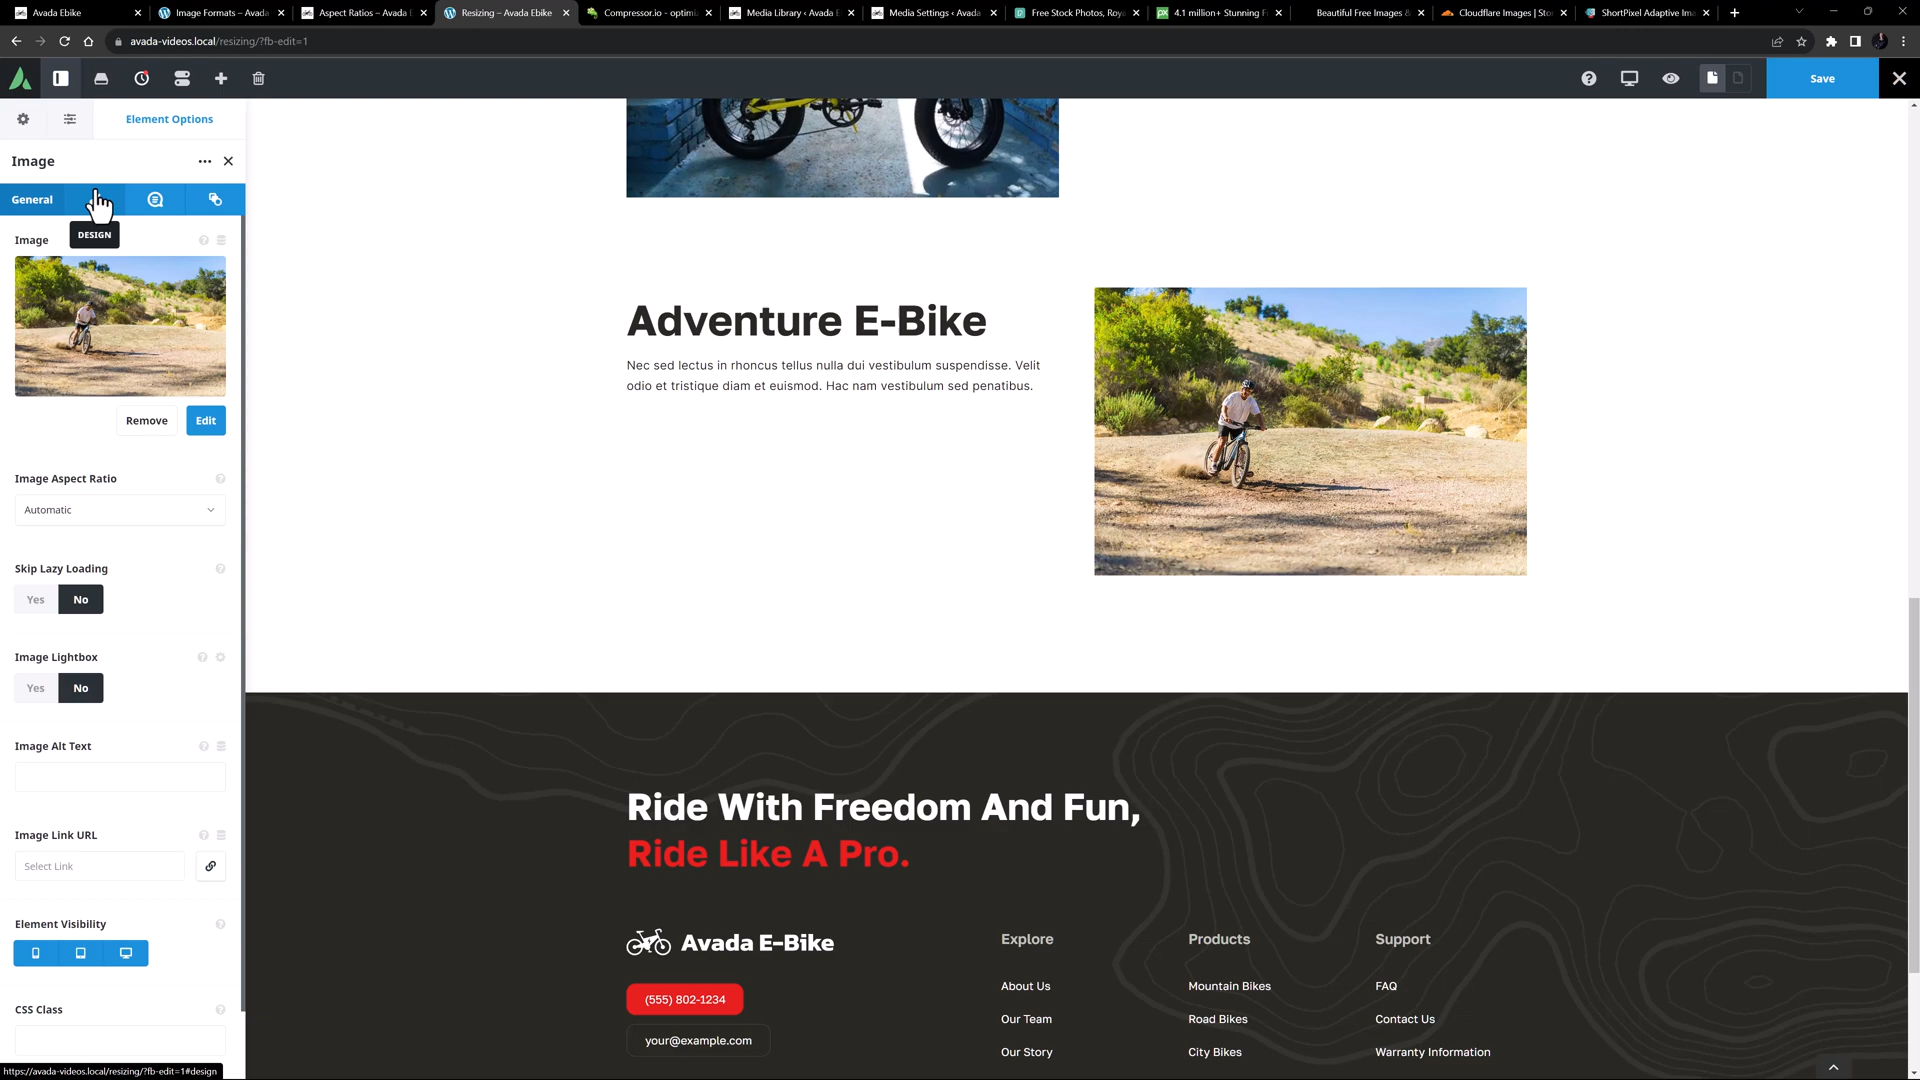 Avada Ebike
Image Formats – Avada
Aspect Ratios – Avada E
Resizing – Avada Ebike
Compressor.io - optimi
Media Library ‹ Avada E
Media Settings ‹ Avada
Free Stock Photos, Roya
4.1 million+ Stunning F
Beautiful Free Images &
Cloudflare Images | Sto
ShortPixel Adaptive Ima
avada-videos.local/resizing/?fb-edit=1
Save
Element Options
Image
General
DESIGN
Image
Remove
Edit
Image Aspect Ratio
Automatic
Skip Lazy Loading
Yes
No
Image Lightbox
Yes
No
Image Alt Text
Image Link URL
Select Link
Element Visibility
CSS Class
https://avada-videos.local/resizing/?fb-edit=1#design
Adventure E-Bike
Nec sed lectus in rhoncus tellus nulla dui vestibulum suspendisse. Velit
odio et tristique diam et euismod. Hac nam vestibulum sed penatibus.
Ride With Freedom And Fun,
Ride Like A Pro.
Avada E-Bike
(555) 802-1234
your@example.com
Explore
About Us
Our Team
Our Story
Products
Mountain Bikes
Road Bikes
City Bikes
Support
FAQ
Contact Us
Warranty Information